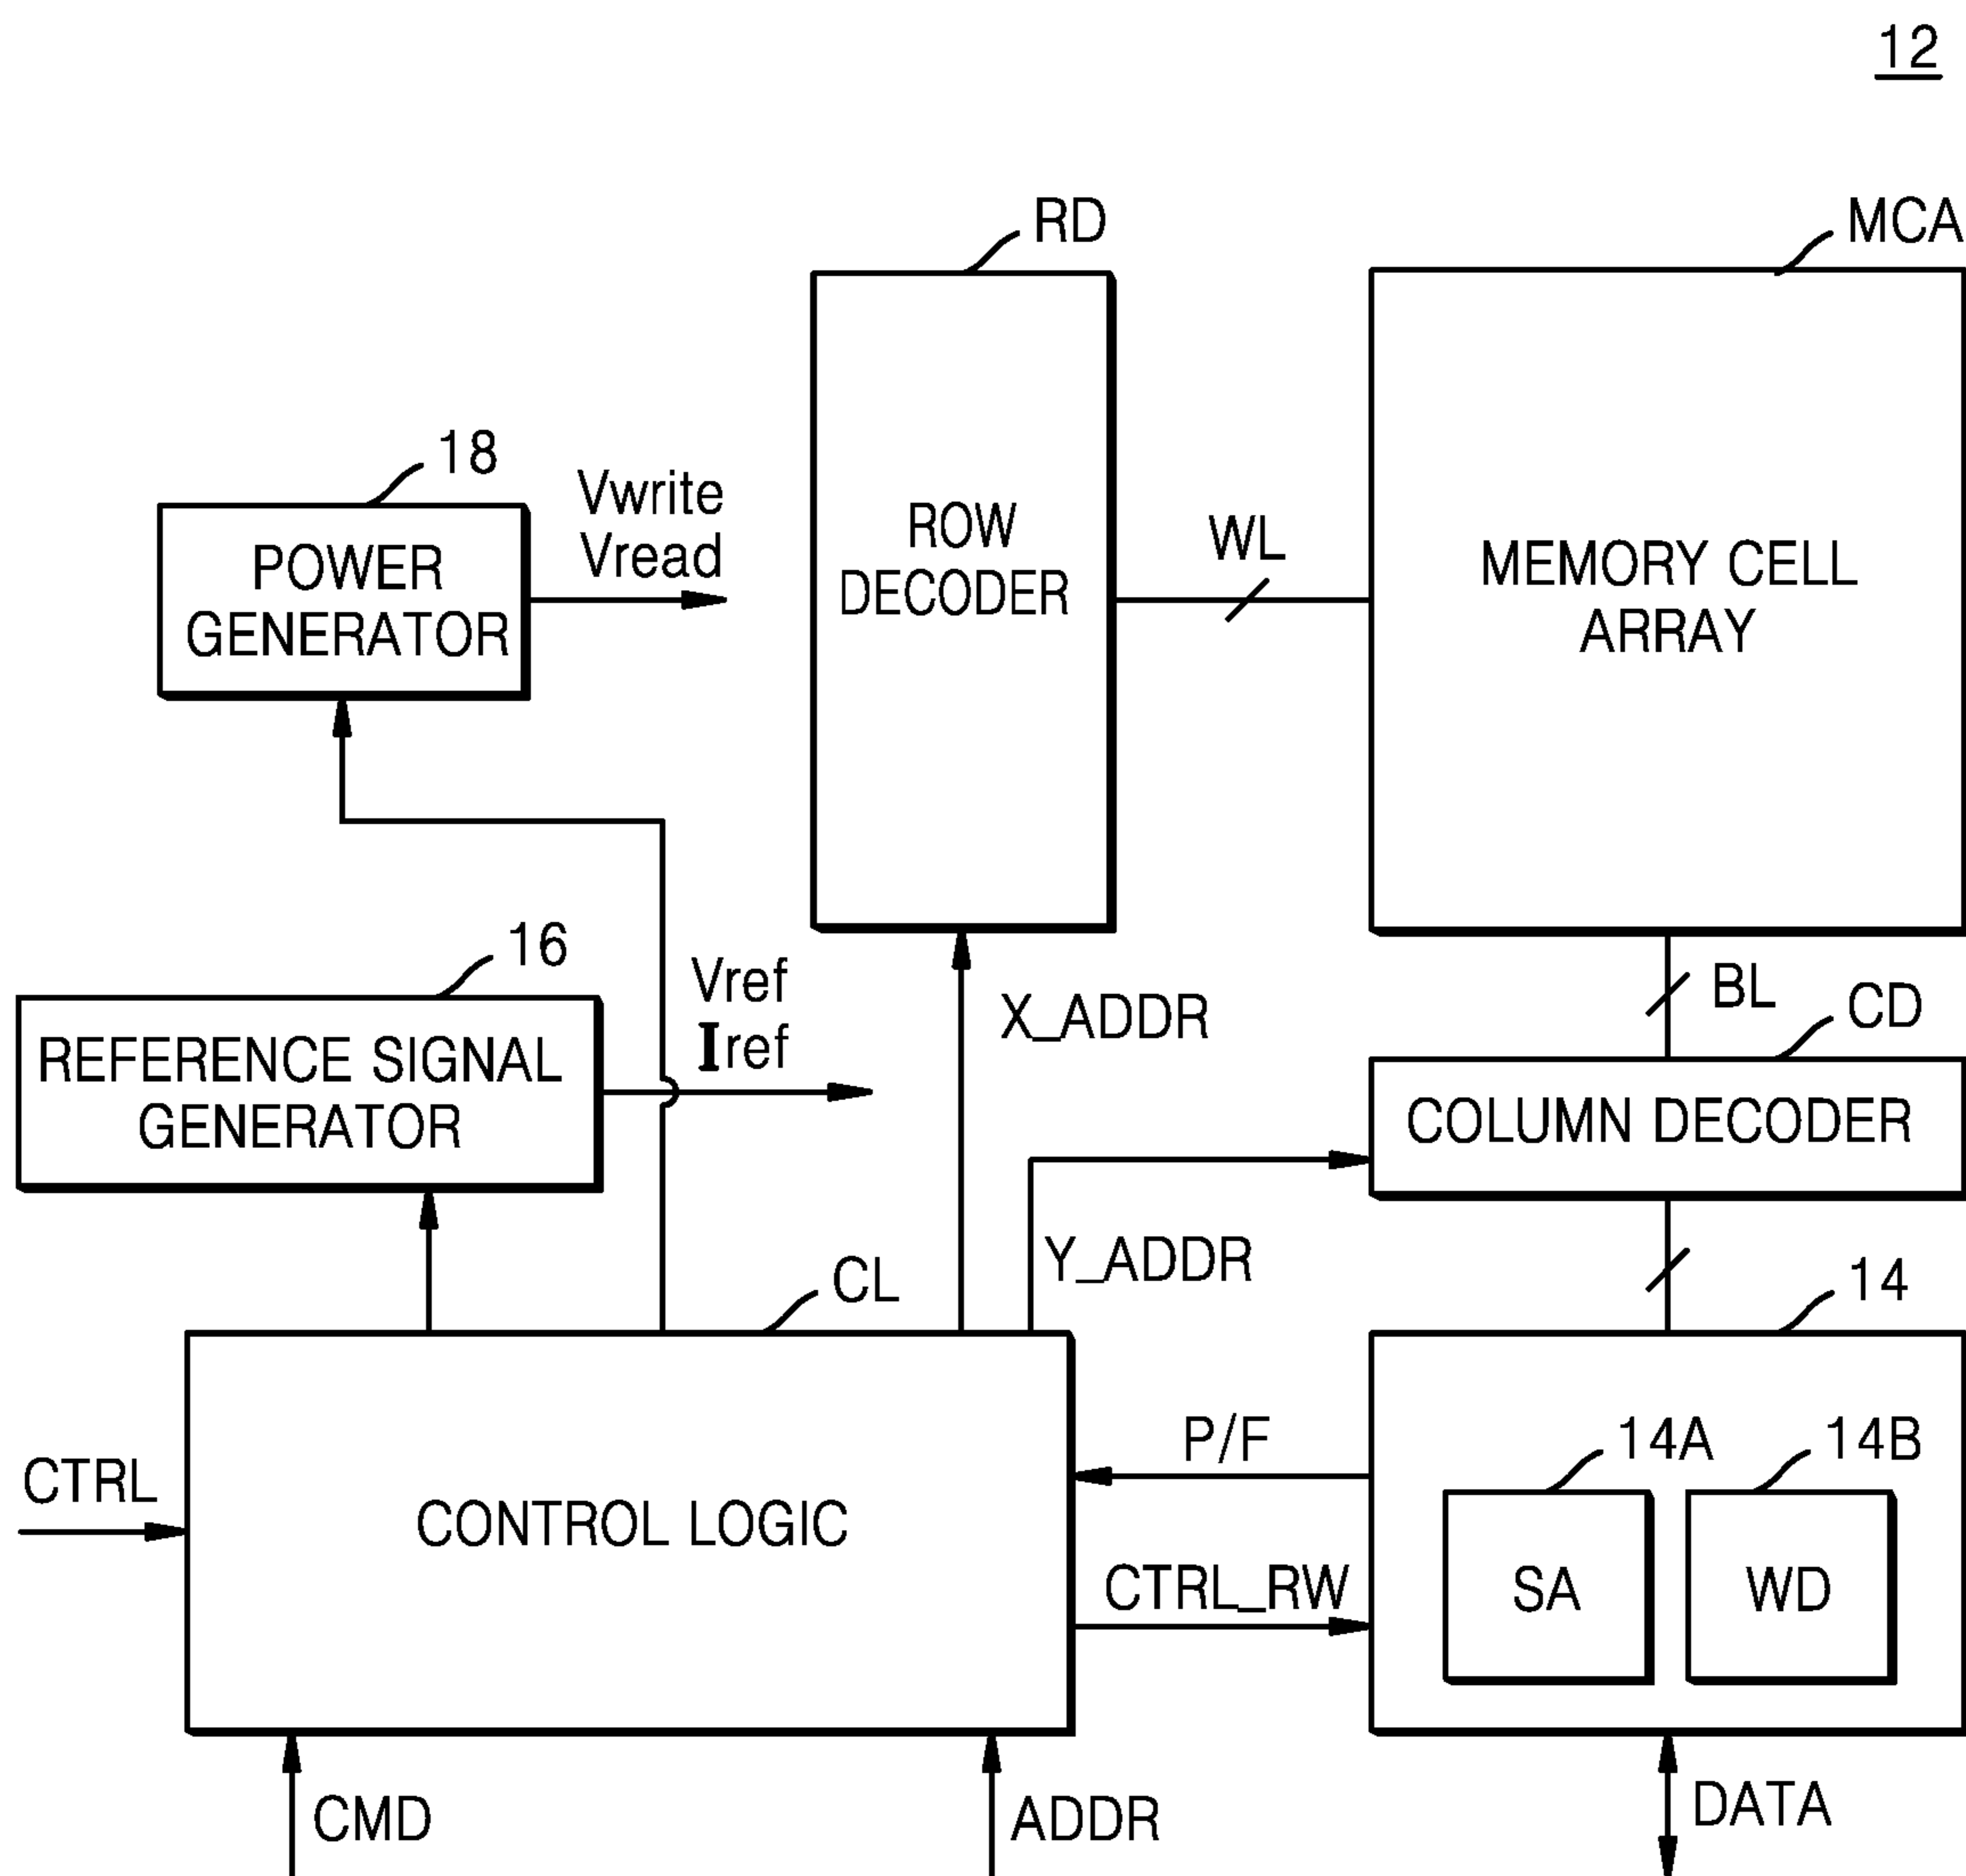 12
RD
MCA
18
Vwrite
Vread
POWER
GENERATOR
ROW
DECODER
WL
MEMORY CELL
ARRAY
16
Vref
Iref
X_ADDR
BL
CD
REFERENCE SIGNAL
GENERATOR
COLUMN DECODER
Y_ADDR
CL
14
P/F
14A
14B
CTRL
CONTROL LOGIC
CTRL_RW
SA
WD
CMD
ADDR
DATA